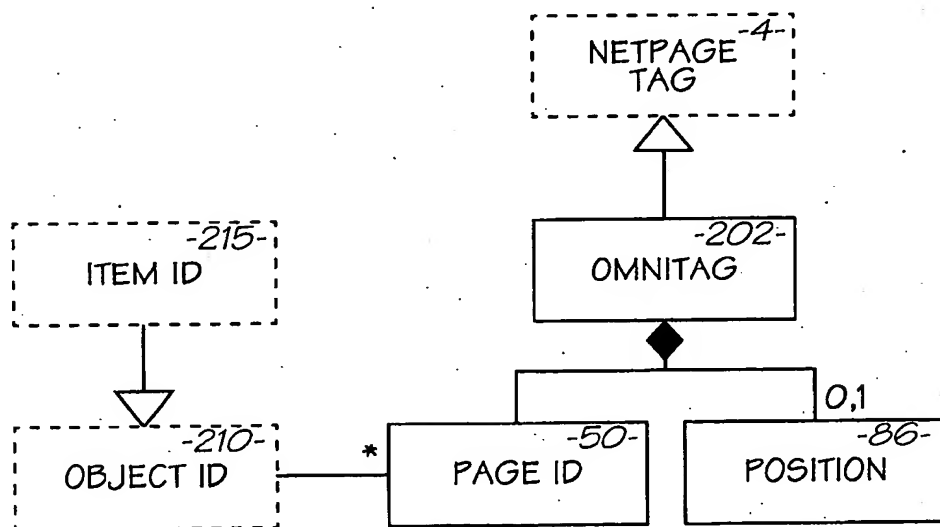 -4-
NETPAGE
TAG
-215-
ITEM ID
-202-
OMNITAG
0,1
-210-
OBJECT ID
*
-50-
PAGE ID
-86-
POSITION